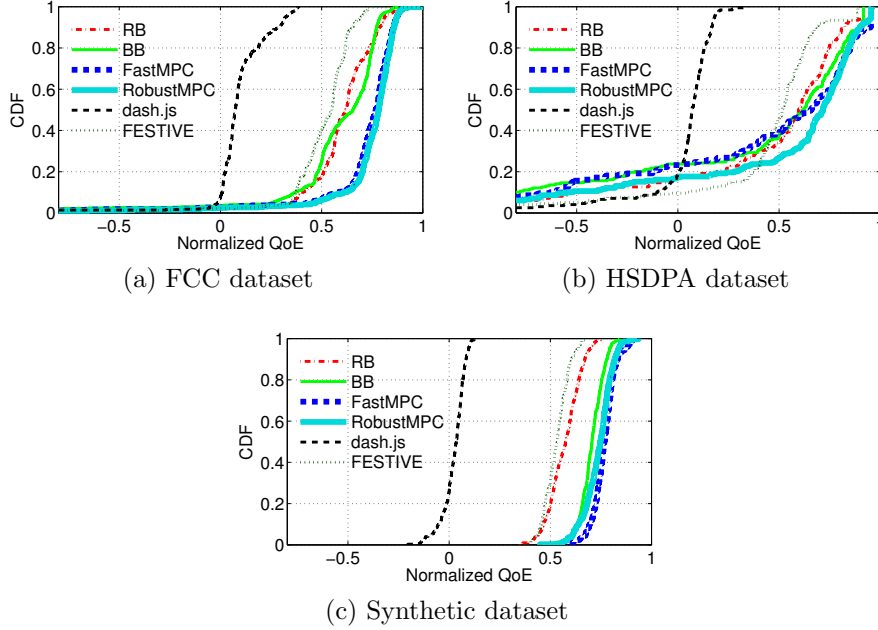 1
0.8
0.6
0.4
0.2
0
CDF
RB
BB
FastMPC
RobustMPC
dash.js
FESTIVE
−0.5 0 0.5 1
Normalized QoE
(a) FCC dataset
1
0.8
0.6
0.4
0.2
0
CDF
RB
BB
FastMPC
RobustMPC
dash.js
FESTIVE
−0.5 0 0.5 1
Normalized QoE
(b) HSDPA dataset
1
0.8
0.6
0.4
0.2
0
CDF
RB
BB
FastMPC
RobustMPC
dash.js
FESTIVE
−0.5 0 0.5 1
Normalized QoE
(c) Synthetic dataset